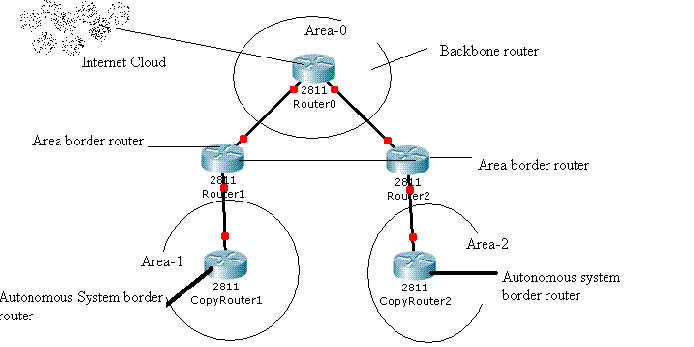 Area-0
Backbone router
Internet Cloud
2811
Router0
Area border router
2811
Router1
2811
Router2
Area border router
Area-1
Area-2
2811
CopyRouter1
2811
CopyRouter2
Autonomous System border
router
Autonomous system
border router